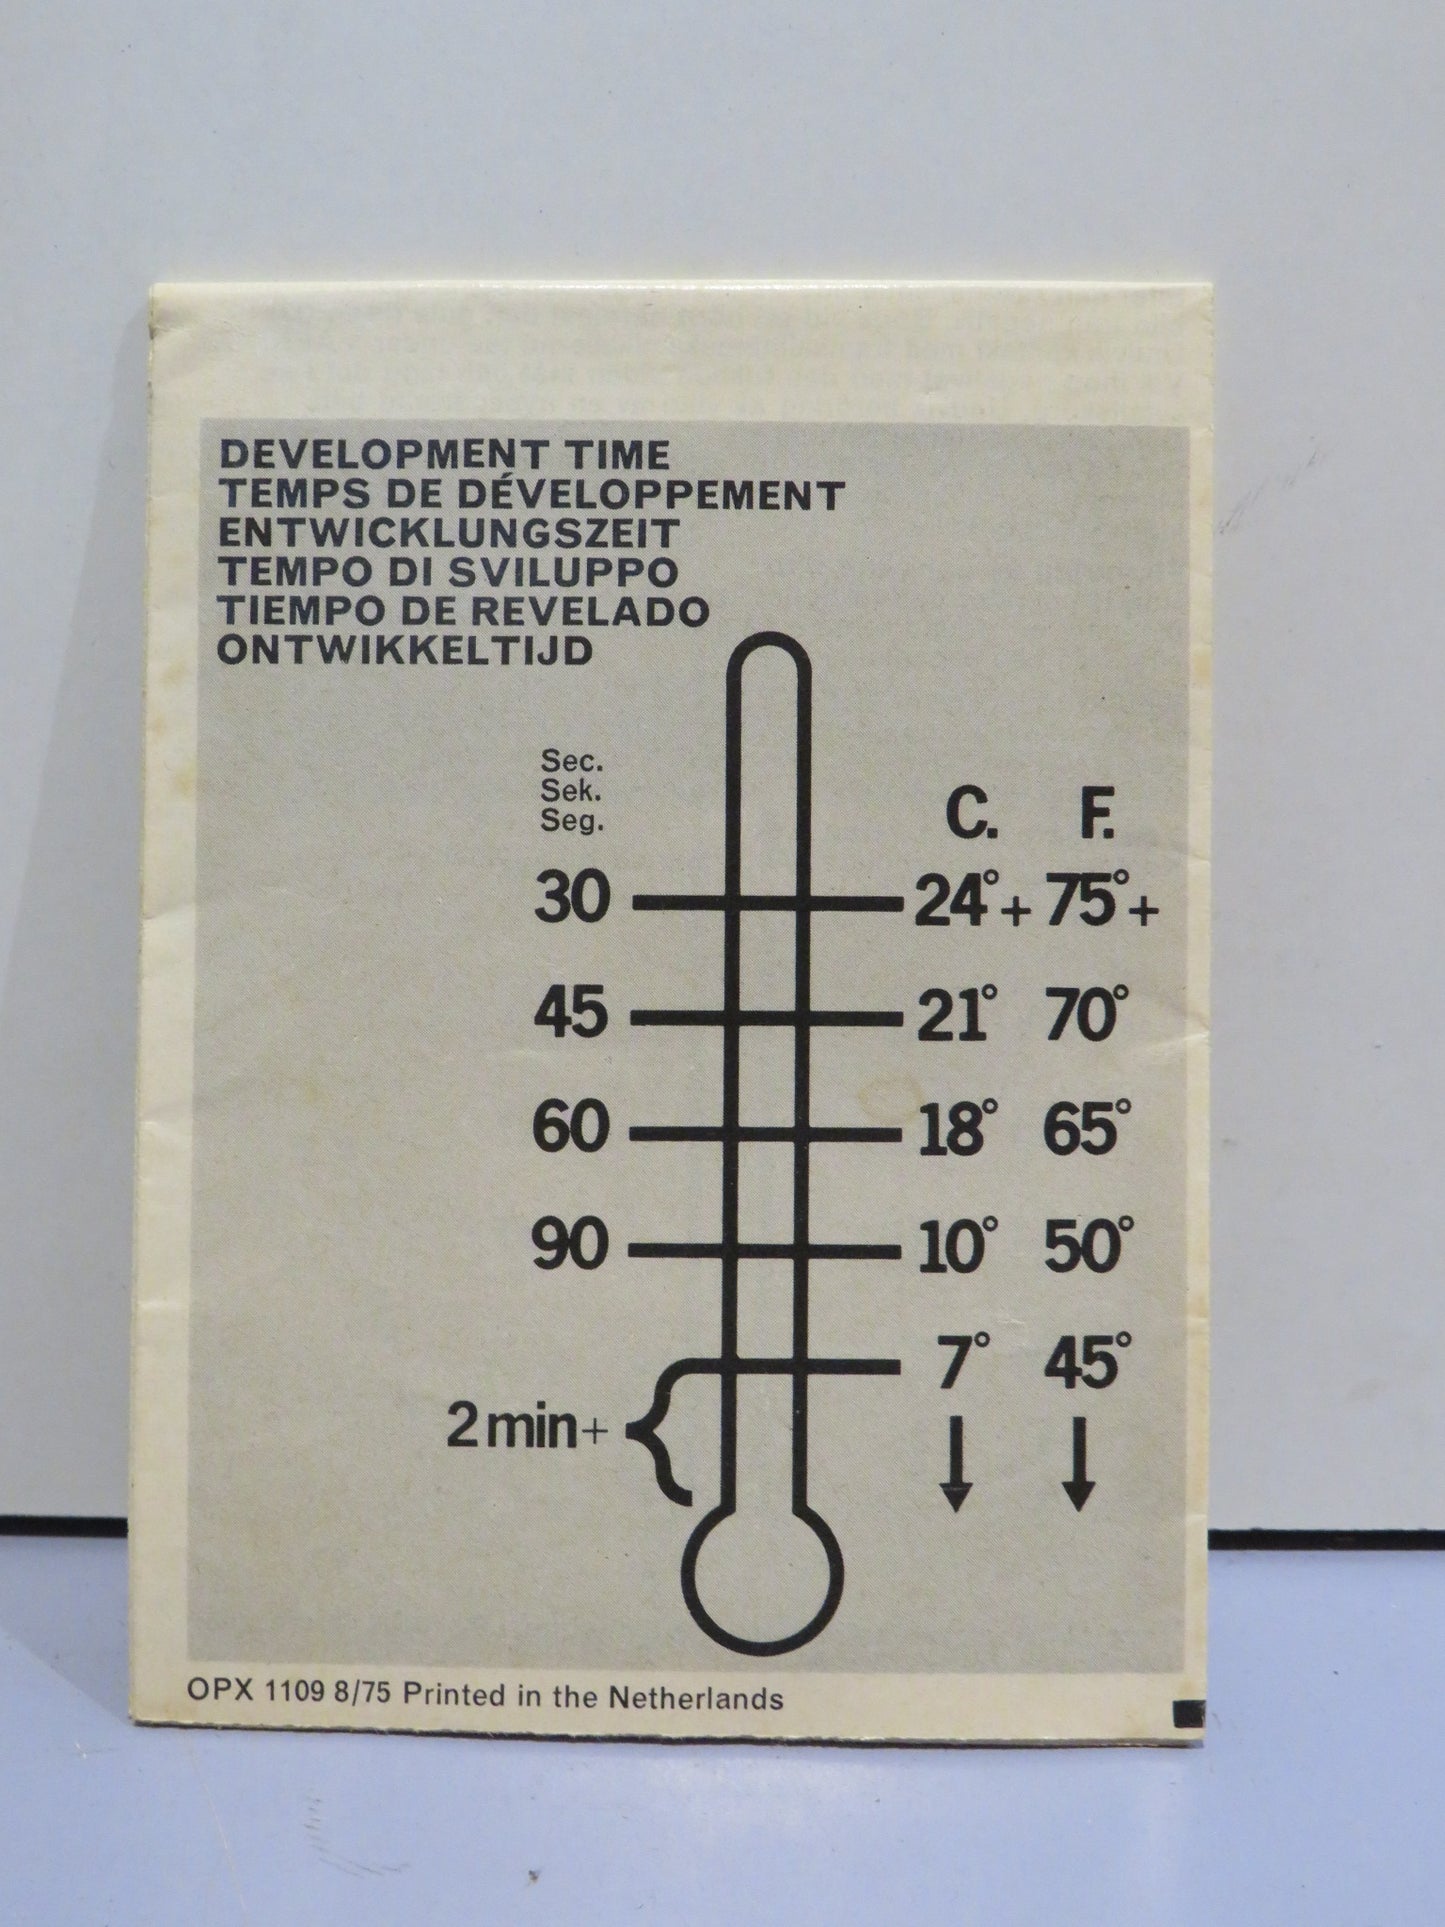 DEVELOPMENT TIME
TEMPS DE DÉVELOPPEMENT
ENTWICKLUNGSZEIT
TEMPO DI SVILUPPO
TIEMPO DE REVELADO
ONTWIKKELTIJD
Sec.
Sek.
Seg.
C. F.
30 24°+ 75°+
45 21° 70°
60 18° 65°
90 10° 50°
7° 45°
2 min+
OPX 1109 8/75 Printed in the Netherlands